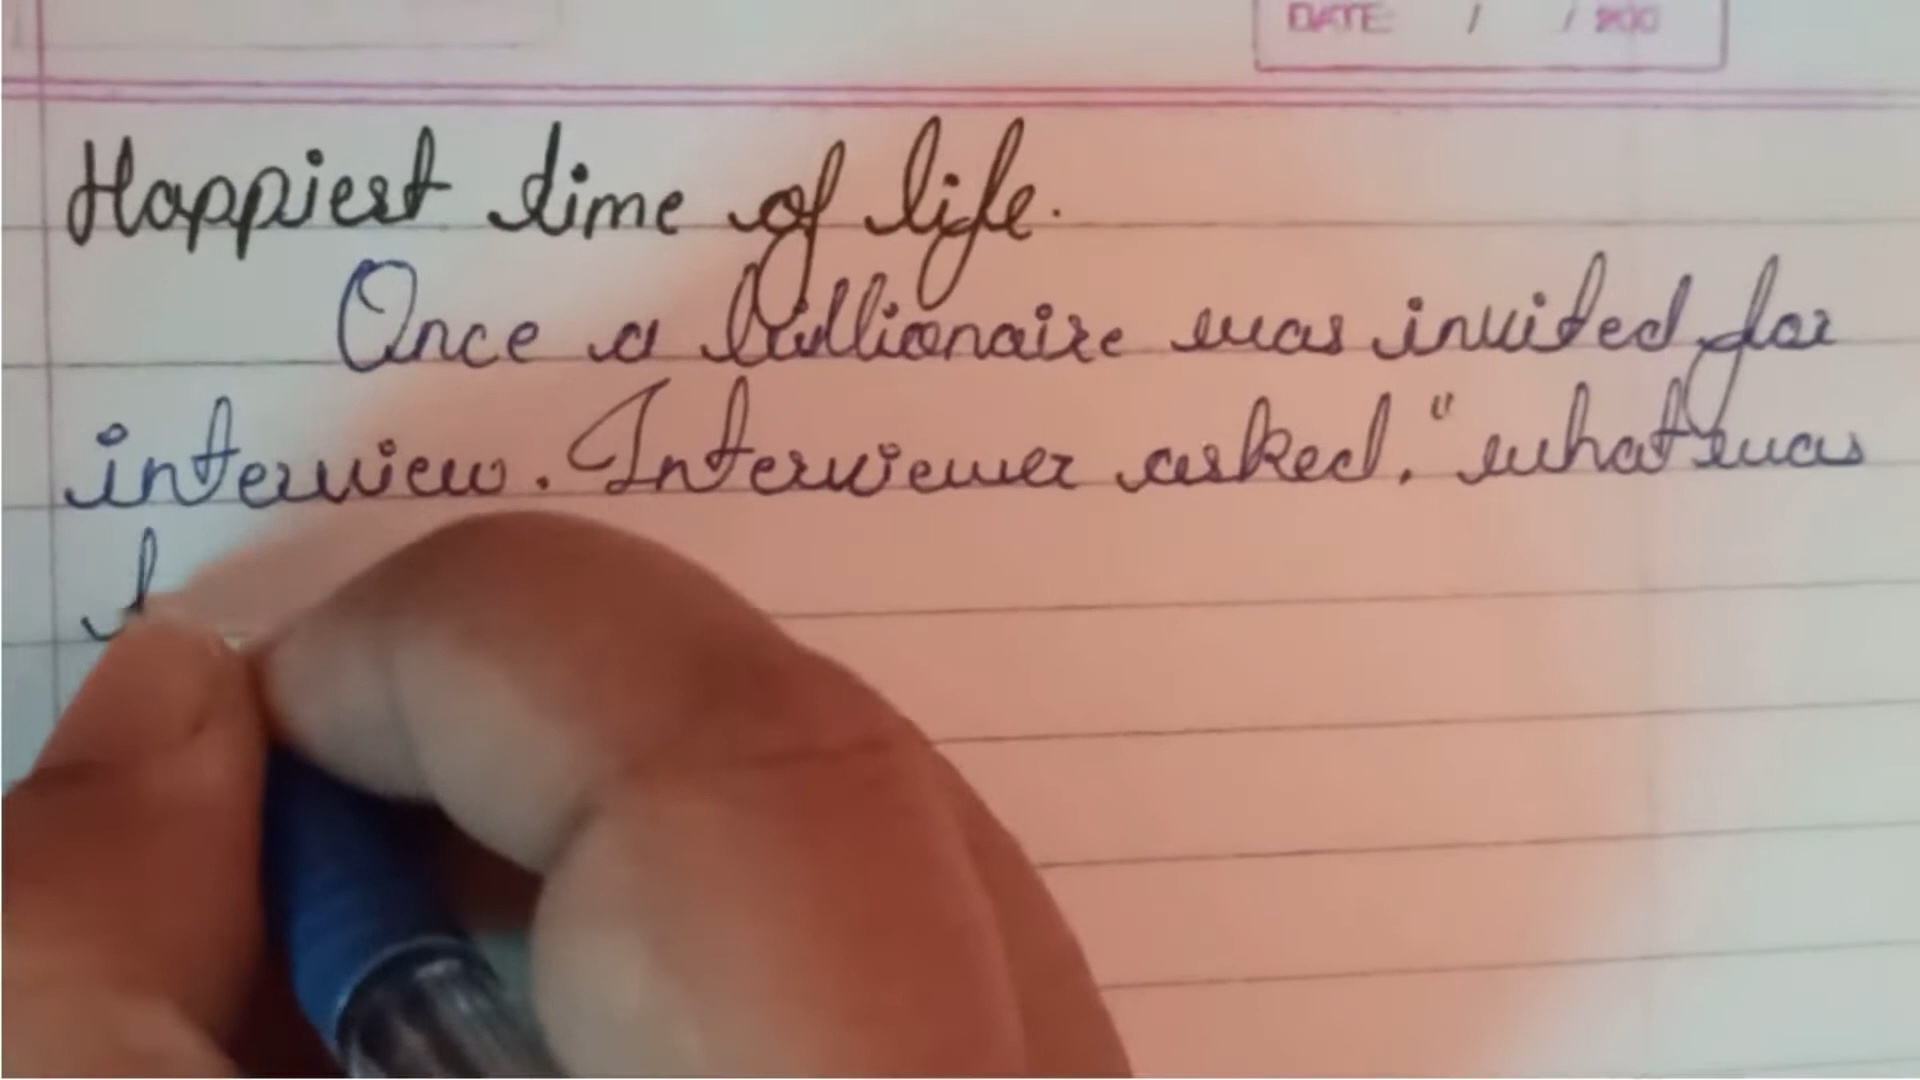 DATE / / 200
Happiest time of life.
Once a billionaire was invited for
interview. Interviewer asked, " what was